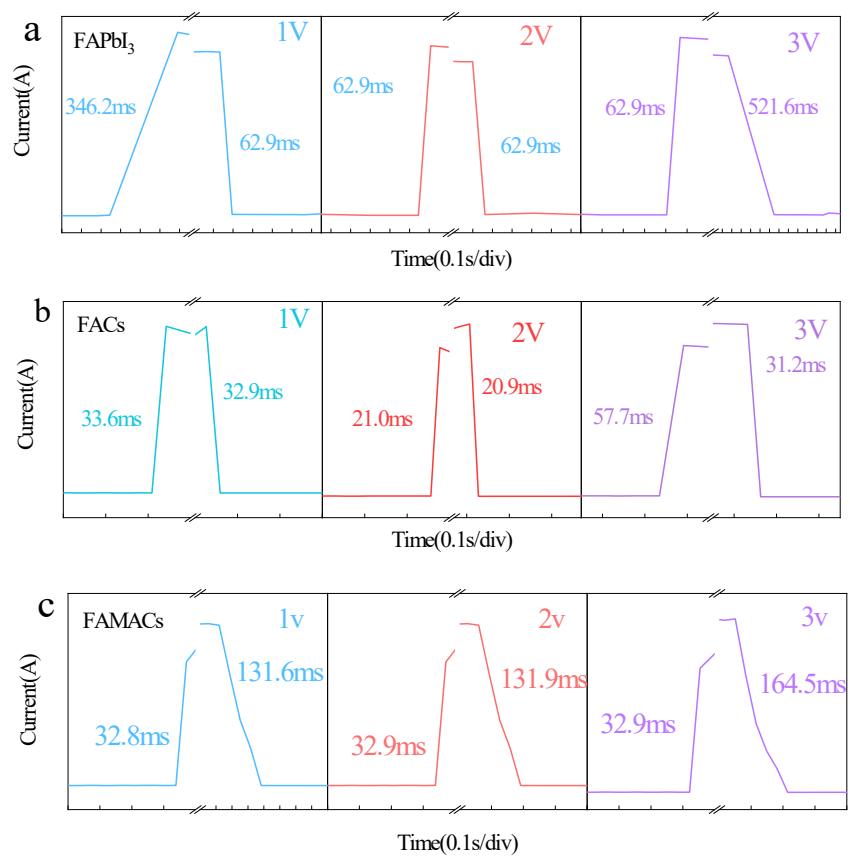 a
FAPbI₃
1V
2V
3V
Current(A)
346.2ms
62.9ms
62.9ms
62.9ms
62.9ms
521.6ms
Time(0.1s/div)
b
FACs
1V
2V
3V
Current(A)
33.6ms
32.9ms
21.0ms
20.9ms
57.7ms
31.2ms
Time(0.1s/div)
c
FAMACs
1v
2v
3v
Current(A)
32.8ms
131.6ms
32.9ms
131.9ms
32.9ms
164.5ms
Time(0.1s/div)